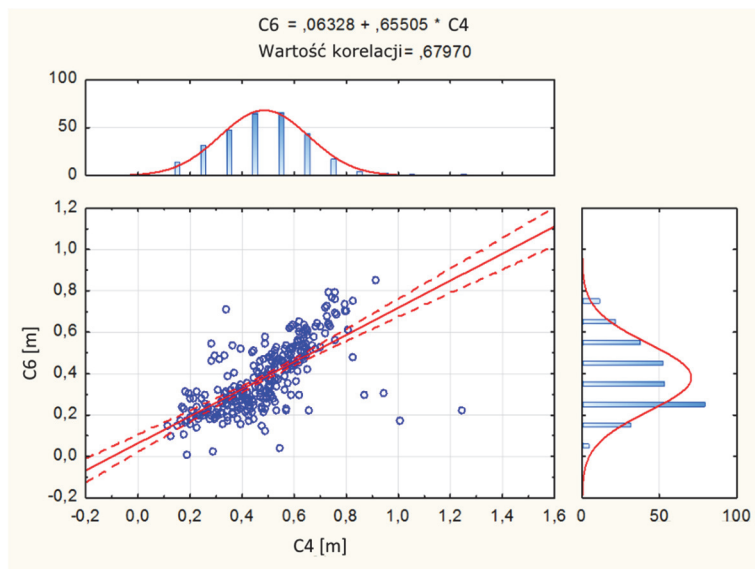 C6 = ,06328 + ,65505 * C4
Wartość korelacji= ,67970
100
50
0
1,2
1,0
0,8
0,6
0,4
0,2
0,0
-0,2
C6 [m]
-0,2 0,0 0,2 0,4 0,6 0,8 1,0 1,2 1,4 1,6
C4 [m]
0 50 100